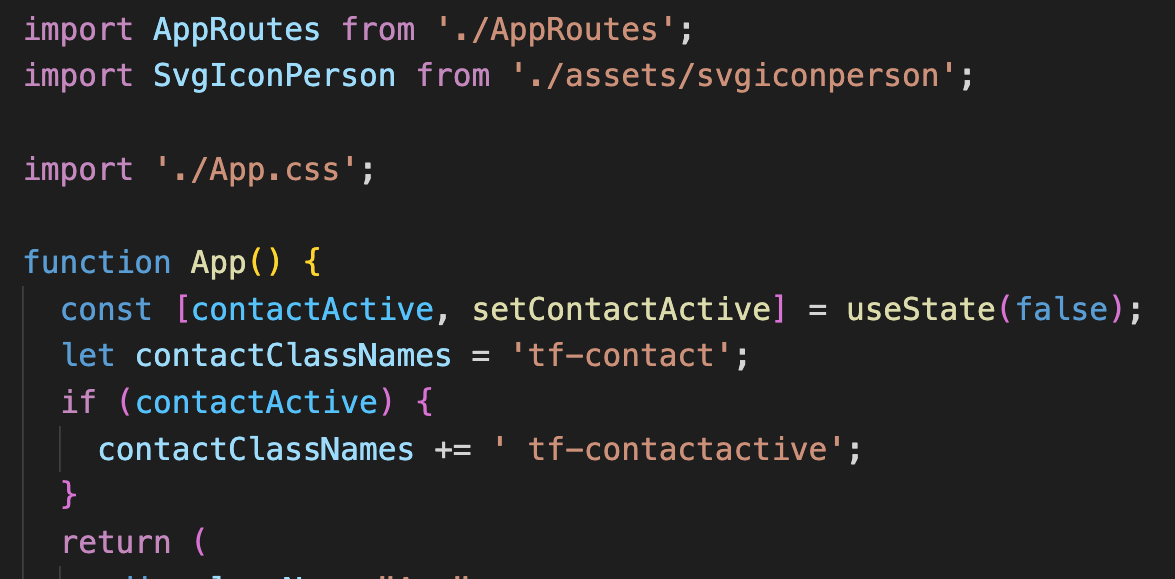 import AppRoutes from './AppRoutes';
import SvgIconPerson from './assets/svgiconperson';
import './App.css';
function App() {
const [contactActive, setContactActive] = useState(false);
let contactClassNames = 'tf-contact';
if (contactActive) {
contactClassNames += ' tf-contactactive';
}
return (